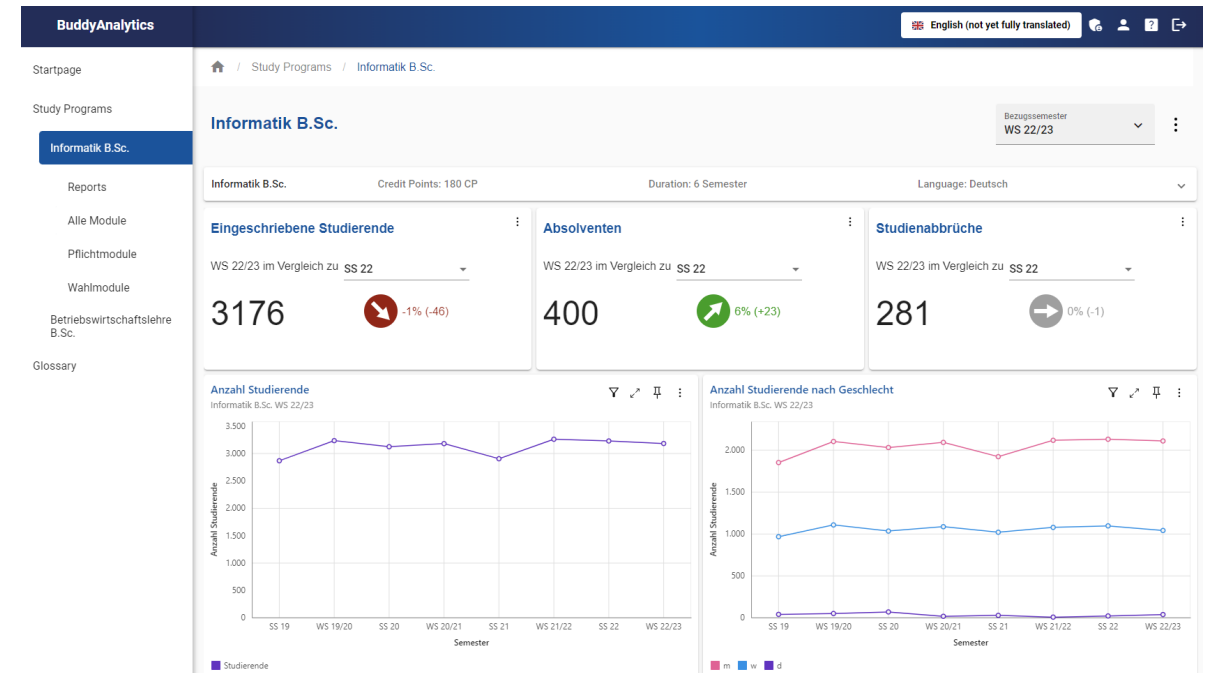 BuddyAnalytics
English (not yet fully translated)
?
Startpage
Study Programs
Informatik B.Sc.
Reports
Alle Module
Pflichtmodule
Wahlmodule
Betriebswirtschaftslehre
B.Sc.
Glossary
/ Study Programs / Informatik B.Sc.
Informatik B.Sc.
Bezugssemester
WS 22/23
Informatik B.Sc. Credit Points: 180 CP Duration: 6 Semester Language: Deutsch
Eingeschriebene Studierende
WS 22/23 im Vergleich zu SS 22
3176 -1% (-46)
Absolventen
WS 22/23 im Vergleich zu SS 22
400 6% (+23)
Studienabbrüche
WS 22/23 im Vergleich zu SS 22
281 0% (-1)
Anzahl Studierende
Informatik B.Sc. WS 22/23
Anzahl Studierende
3.500
3.000
2.500
2.000
1.500
1.000
500
0
SS 19 WS 19/20 SS 20 WS 20/21 SS 21 WS 21/22 SS 22 WS 22/23
Semester
Studierende
Anzahl Studierende nach Geschlecht
Informatik B.Sc. WS 22/23
Anzahl Studierende
2.000
1.500
1.000
500
0
SS 19 WS 19/20 SS 20 WS 20/21 SS 21 WS 21/22 SS 22 WS 22/23
Semester
m w d